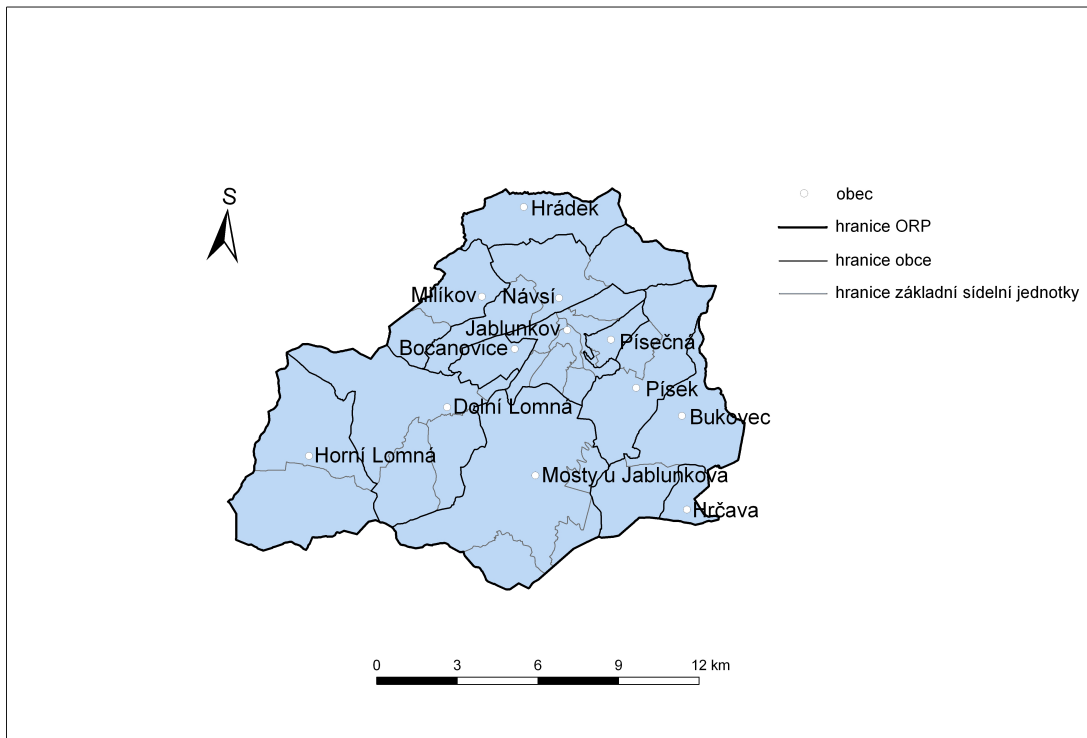 S
Hrádek
obec
hranice ORP
hranice obce
hranice základní sídelní jednotky
Milíkov
Návsí
Jablunkov
Písečná
Bocanovice
Písek
Dolní Lomná
Bukovec
Horní Lomná
Mosty u Jablunkova
Hrčava
0 3 6 9 12 km